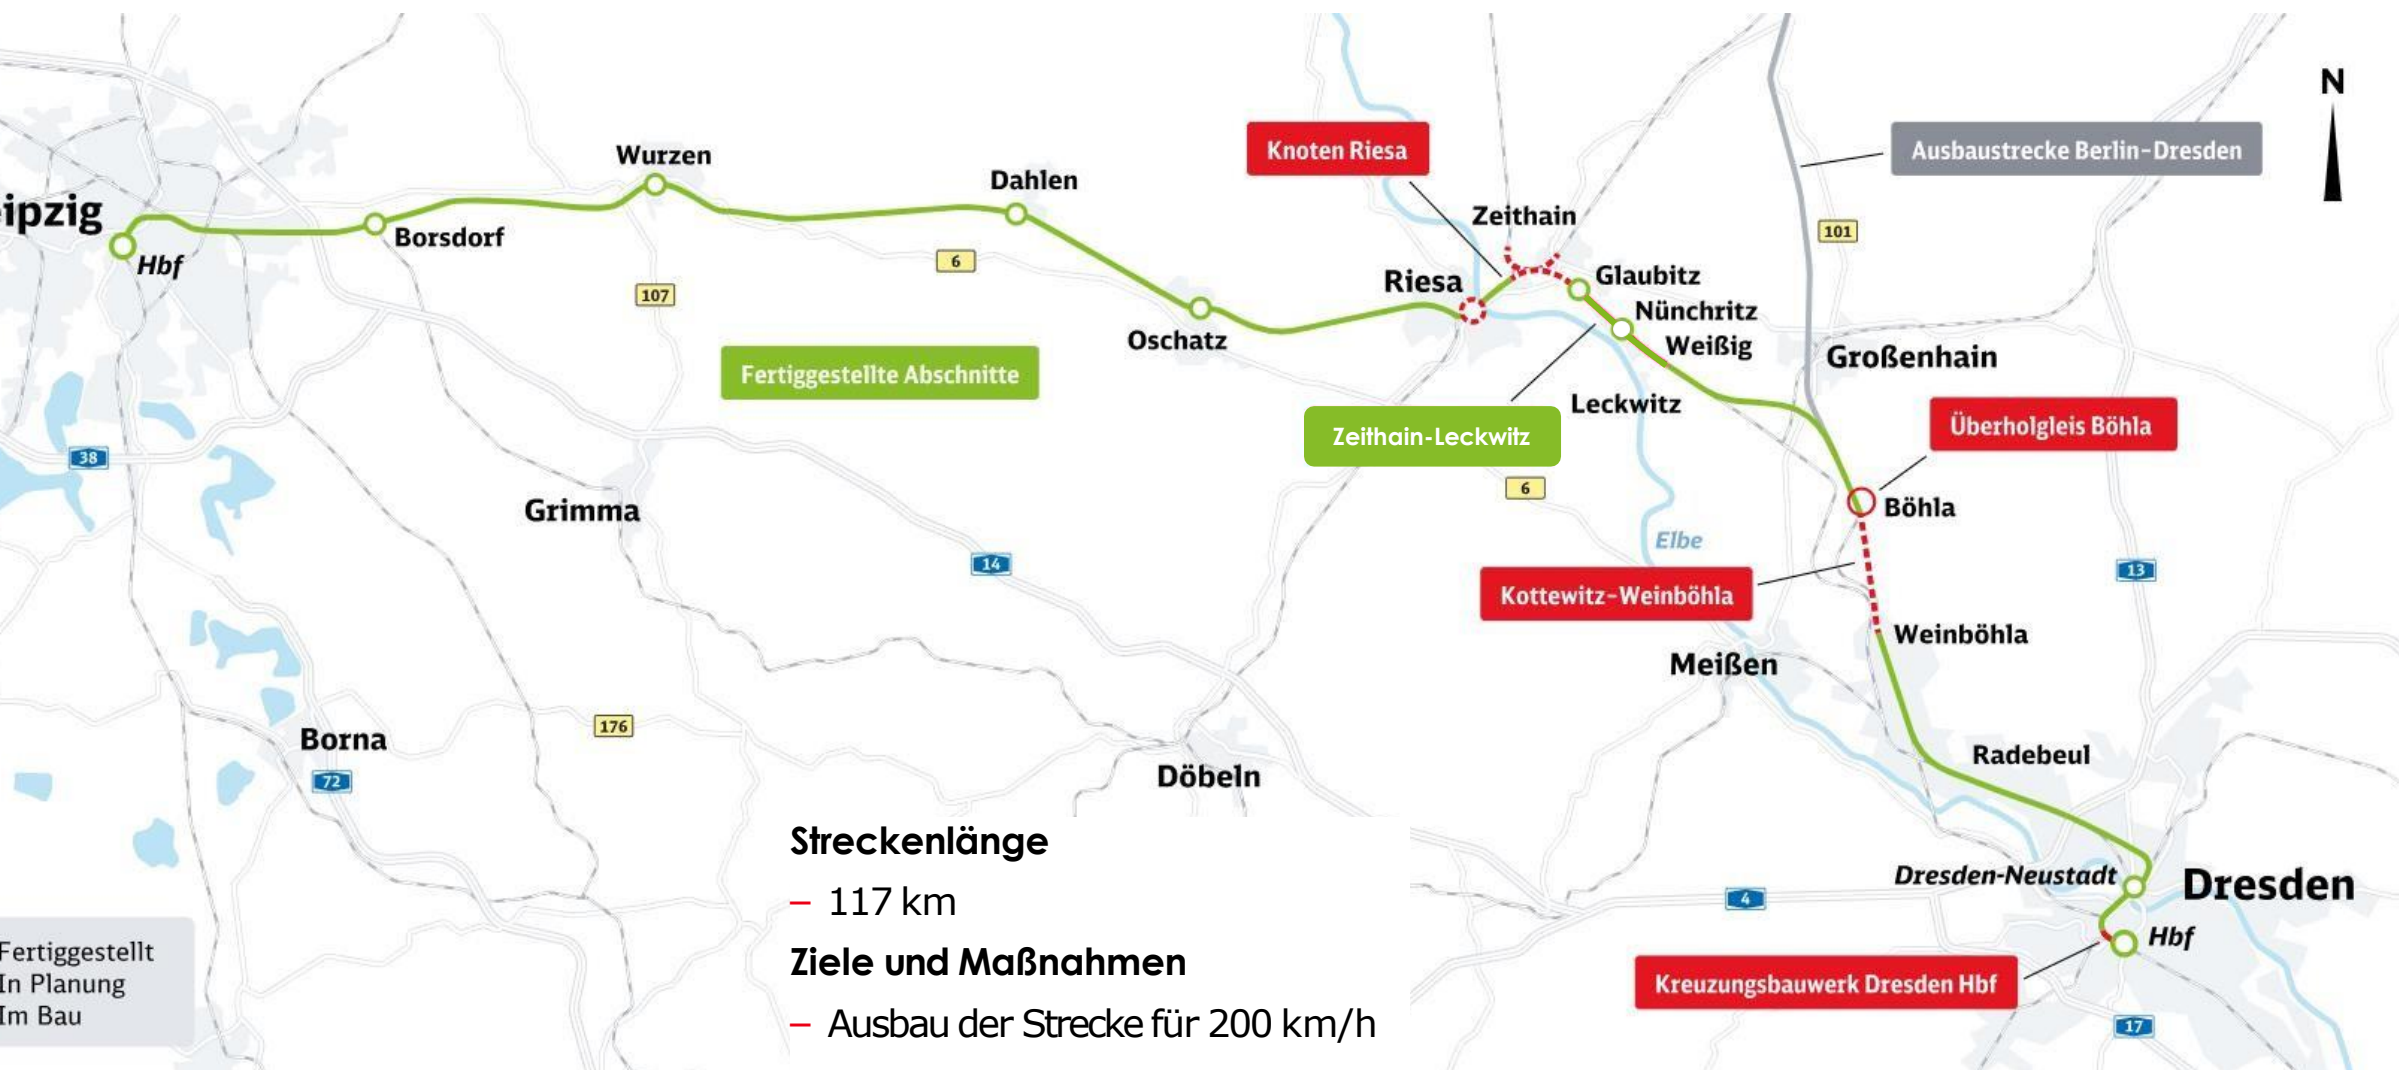 N
Knoten Riesa
Ausbaustrecke Berlin-Dresden
Wurzen
Dahlen
eipzig
Zeithain
101
Borsdorf
Hbf
6
Riesa
Glaubitz
107
Nünchritz
Oschatz
Weißig
Großenhain
Fertiggestellte Abschnitte
Leckwitz
Zeithain-Leckwitz
Überholgleis Böhla
38
6
Grimma
Böhla
Elbe
14
13
Kottewitz-Weinböhla
Weinböhla
Meißen
176
Borna
72
Döbeln
Radebeul
Streckenlänge
– 117 km
Ziele und Maßnahmen
– Ausbau der Strecke für 200 km/h
Dresden-Neustadt
Dresden
4
Hbf
Kreuzungsbauwerk Dresden Hbf
17
Fertiggestellt
In Planung
Im Bau